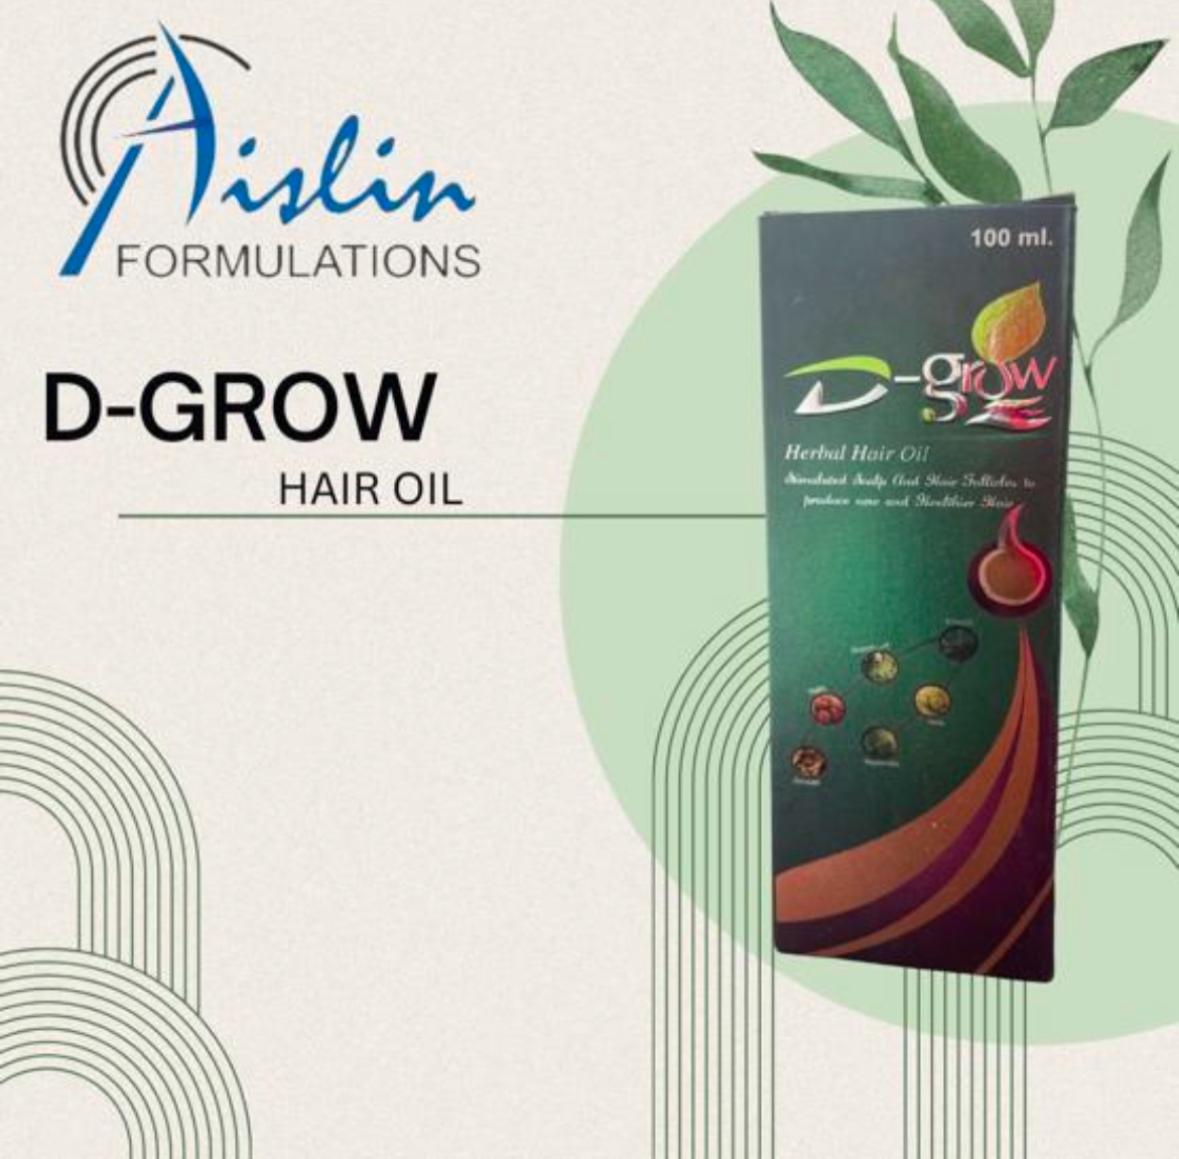 Aislin
FORMULATIONS
D-GROW
HAIR OIL
100 ml.
D-grow
Herbal Hair Oil
Stimulated Scalp And Hair Follicles to
produce new and Healthier Hair